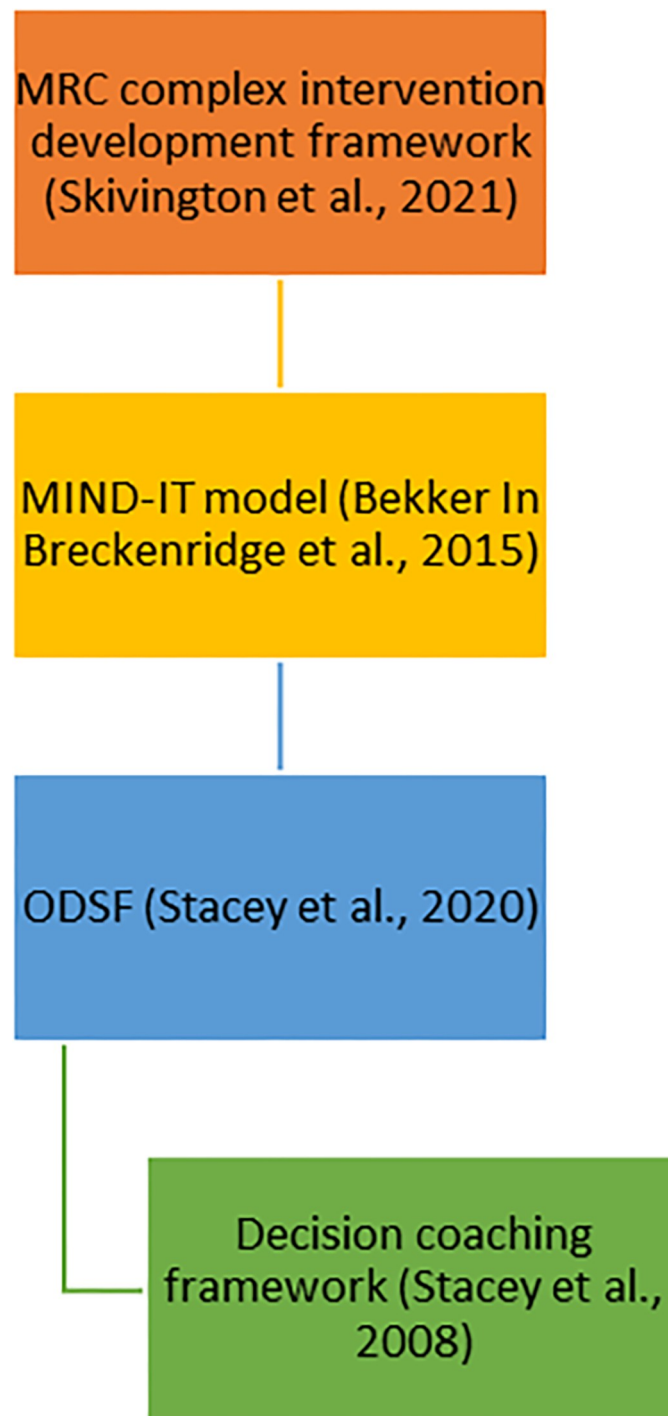 MRC complex intervention
development framework
(Skivington et al., 2021)
MIND-IT model (Bekker In
Breckenridge et al., 2015)
ODSF (Stacey et al., 2020)
Decision coaching
framework (Stacey et al.,
2008)